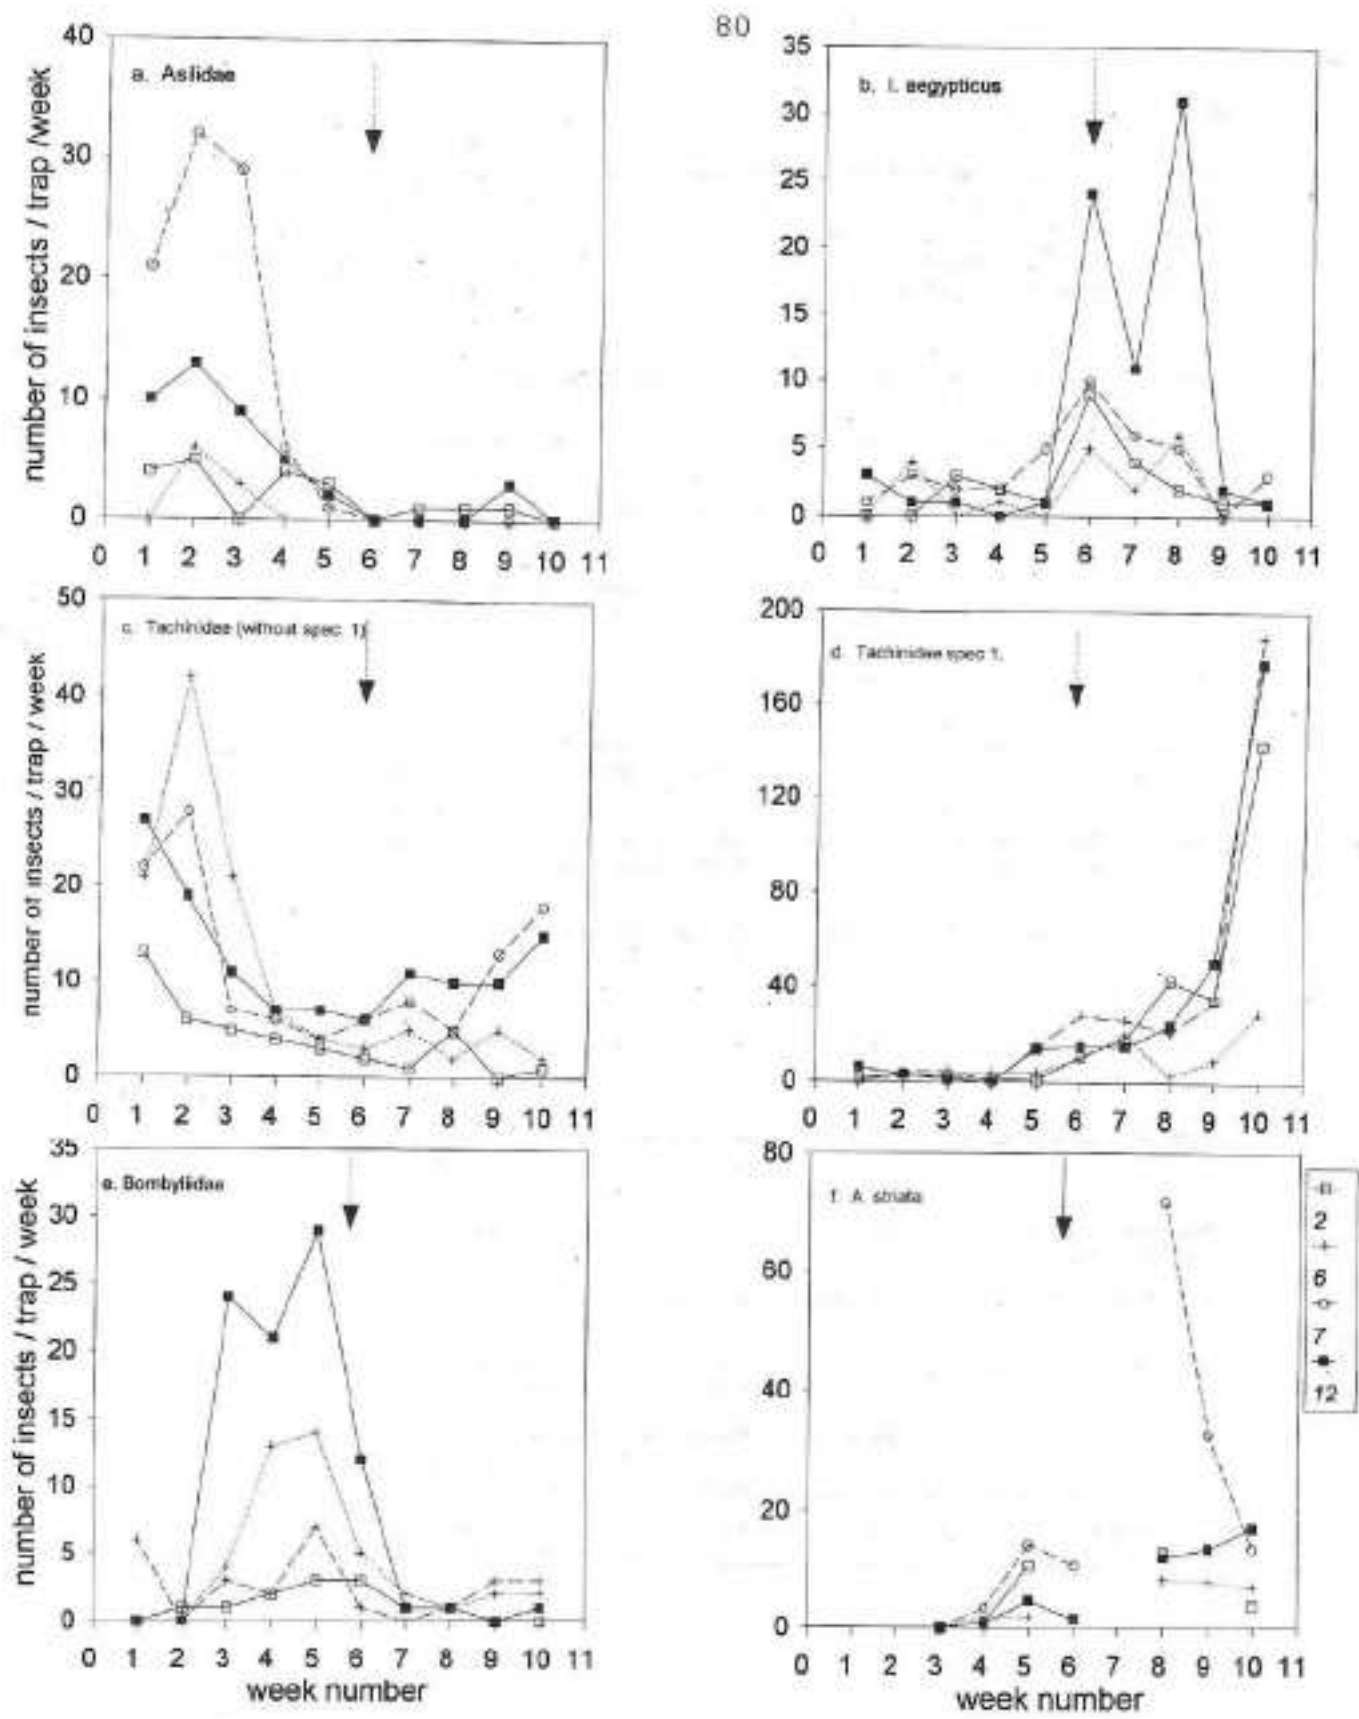 80
number of insects / trap /week
40
30
20
10
0
a. Asilidae
0 1 2 3 4 5 6 7 8 9 10 11
35
30
25
20
15
10
5
0
b. I. aegypticus
0 1 2 3 4 5 6 7 8 9 10 11
number of insects / trap / week
50
40
30
20
10
0
c. Tachinidae (without spec. 1)
0 1 2 3 4 5 6 7 8 9 10 11
200
160
120
80
40
0
d. Tachinidae spec 1.
0 1 2 3 4 5 6 7 8 9 10 11
number of insects / trap / week
35
30
25
20
15
10
5
0
e. Bombyliidae
0 1 2 3 4 5 6 7 8 9 10 11
week number
80
60
40
20
0
f. A. striata
0 1 2 3 4 5 6 7 8 9 10 11
week number
2
6
7
12